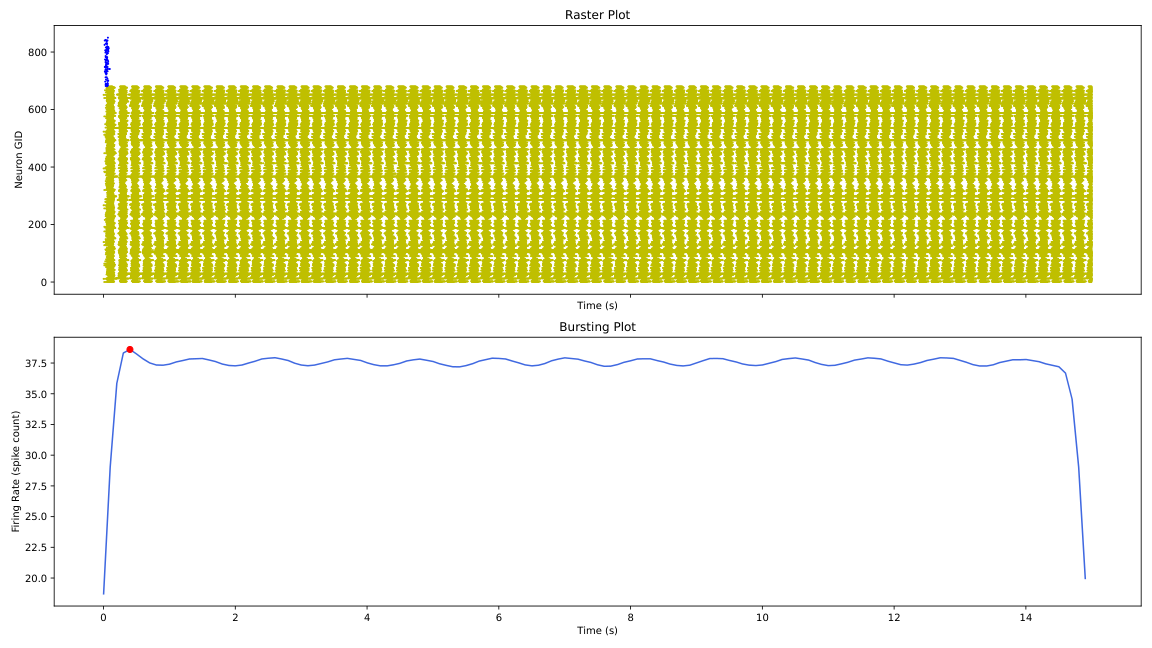 Raster Plot
800
600
400
200
0
Neuron GID
Time (s)
Bursting Plot
37.5
35.0
32.5
30.0
27.5
25.0
22.5
20.0
Firing Rate (spike count)
0 2 4 6 8 10 12 14
Time (s)